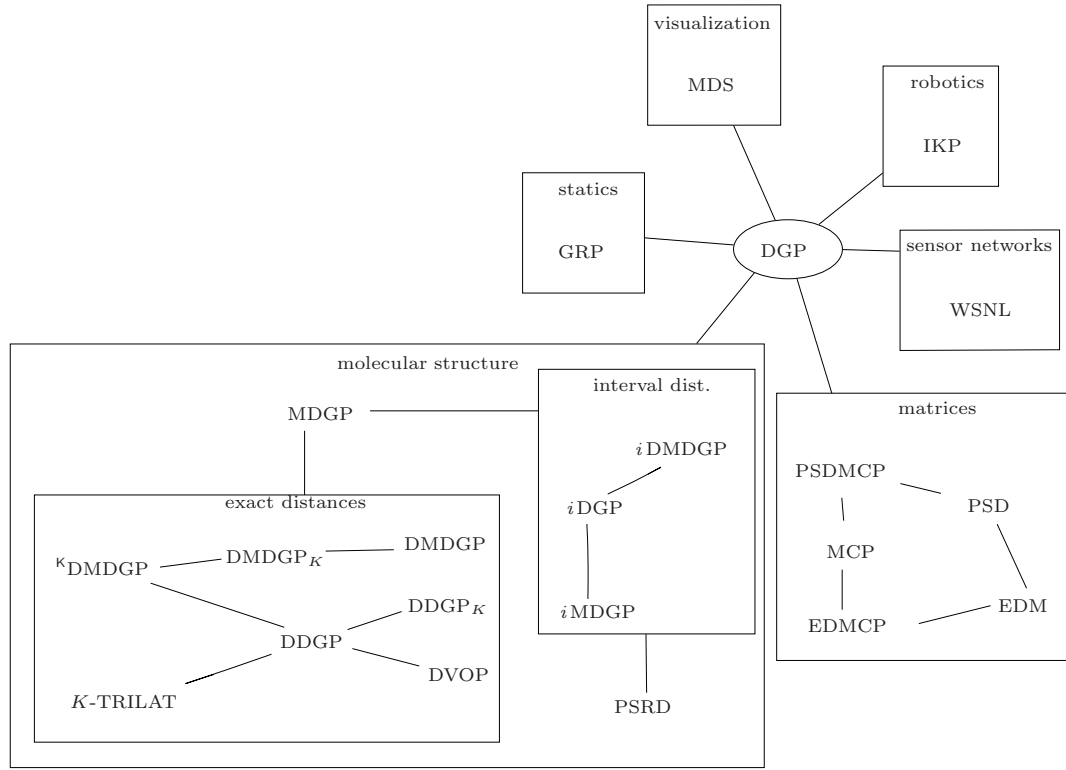 visualization
MDS
robotics
IKP
statics
GRP
DGP
sensor networks
WSNL
molecular structure
MDGP
interval dist.
iDMDGP
iDGP
iMDGP
PSRD
exact distances
ᴷDMDGP
DMDGP_K
DMDGP
DDGP_K
DDGP
DVOP
K-TRILAT
matrices
PSDMCP
PSD
MCP
EDM
EDMCP